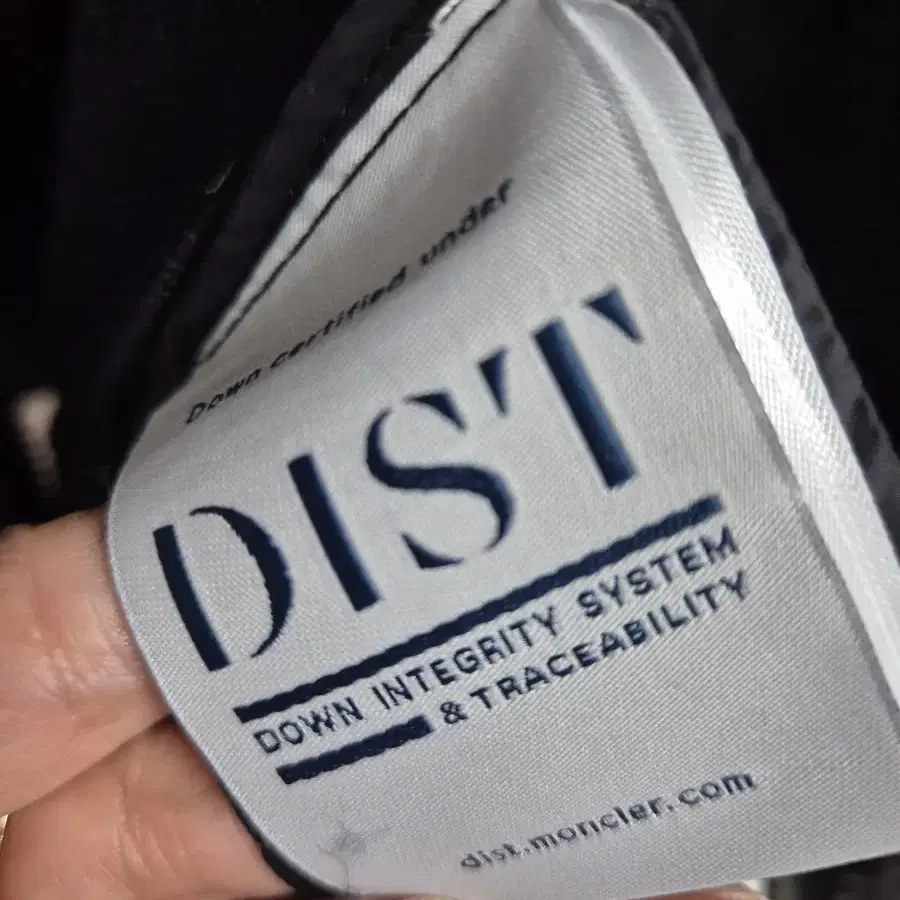 Down certified under
DIST
DOWN INTEGRITY SYSTEM
& TRACEABILITY
dist.moncler.com